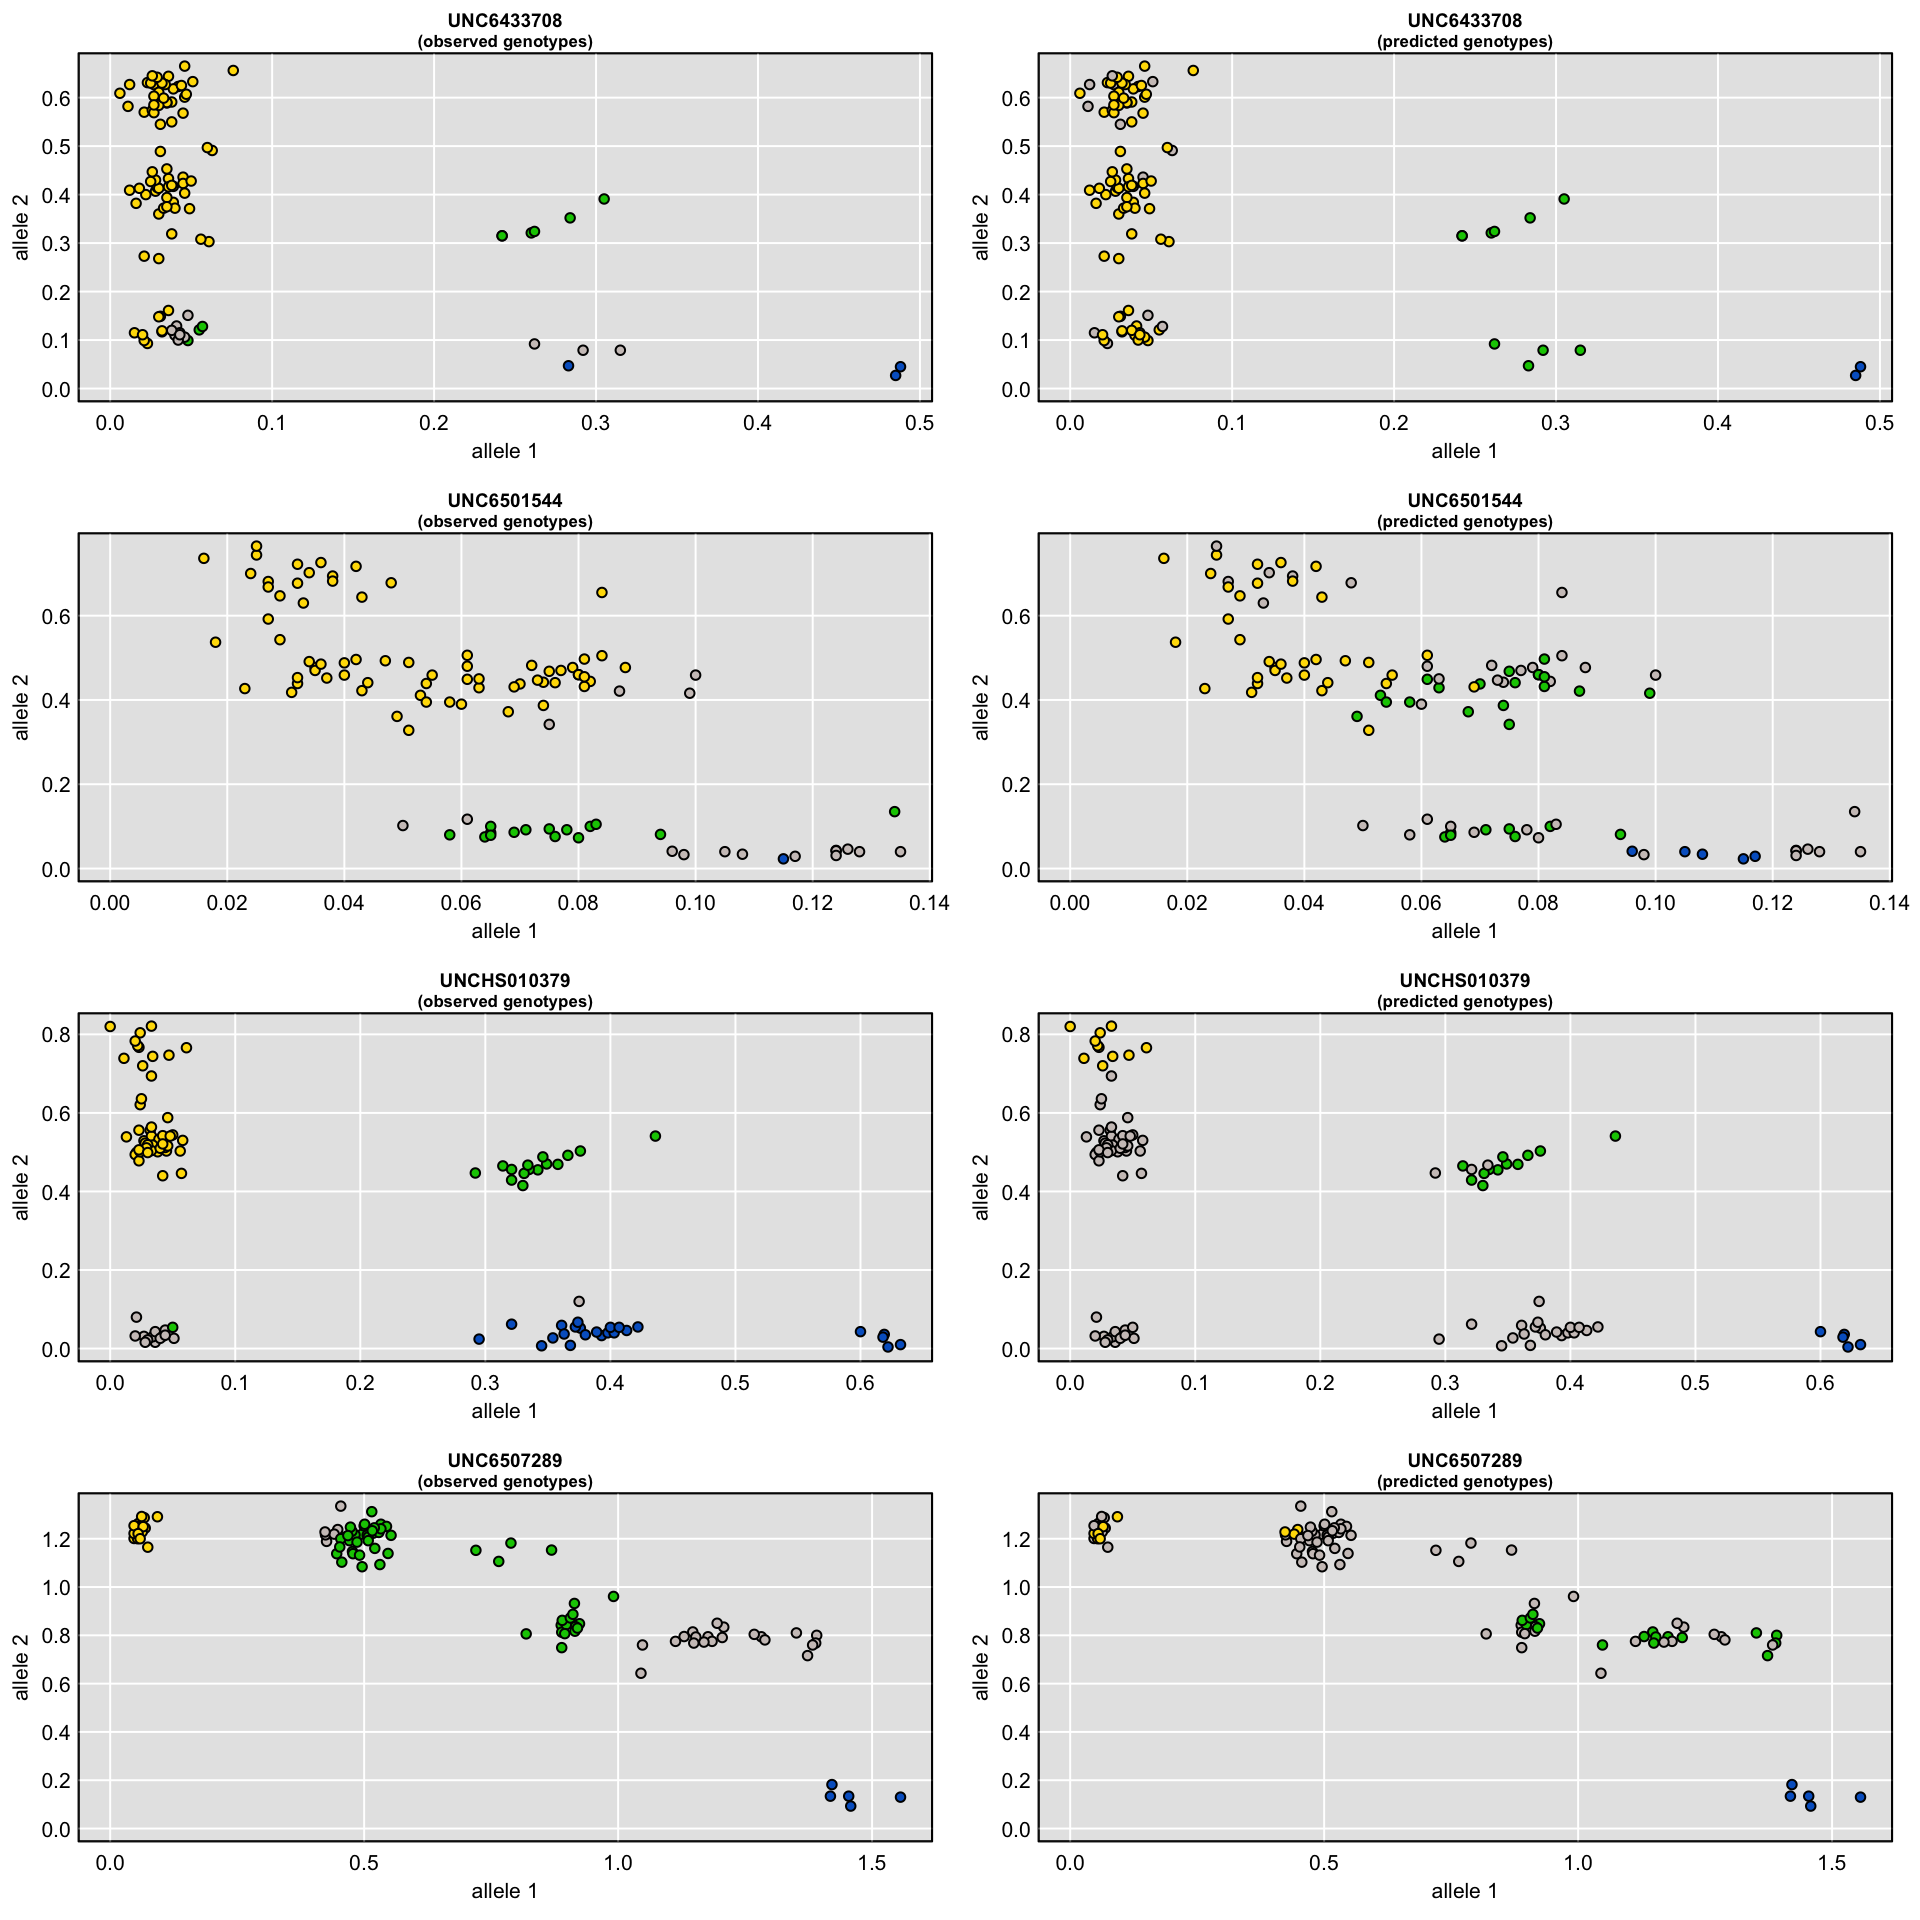 UNC6433708
(observed genotypes)
allele 2
0.6
0.5
0.4
0.3
0.2
0.1
0.0
0.0 0.1 0.2 0.3 0.4 0.5
allele 1
UNC6433708
(predicted genotypes)
allele 2
0.6
0.5
0.4
0.3
0.2
0.1
0.0
0.0 0.1 0.2 0.3 0.4 0.5
allele 1
UNC6501544
(observed genotypes)
allele 2
0.6
0.4
0.2
0.0
0.00 0.02 0.04 0.06 0.08 0.10 0.12 0.14
allele 1
UNC6501544
(predicted genotypes)
allele 2
0.6
0.4
0.2
0.0
0.00 0.02 0.04 0.06 0.08 0.10 0.12 0.14
allele 1
UNCHS010379
(observed genotypes)
allele 2
0.8
0.6
0.4
0.2
0.0
0.0 0.1 0.2 0.3 0.4 0.5 0.6
allele 1
UNCHS010379
(predicted genotypes)
allele 2
0.8
0.6
0.4
0.2
0.0
0.0 0.1 0.2 0.3 0.4 0.5 0.6
allele 1
UNC6507289
(observed genotypes)
allele 2
1.2
1.0
0.8
0.6
0.4
0.2
0.0
0.0 0.5 1.0 1.5
allele 1
UNC6507289
(predicted genotypes)
allele 2
1.2
1.0
0.8
0.6
0.4
0.2
0.0
0.0 0.5 1.0 1.5
allele 1